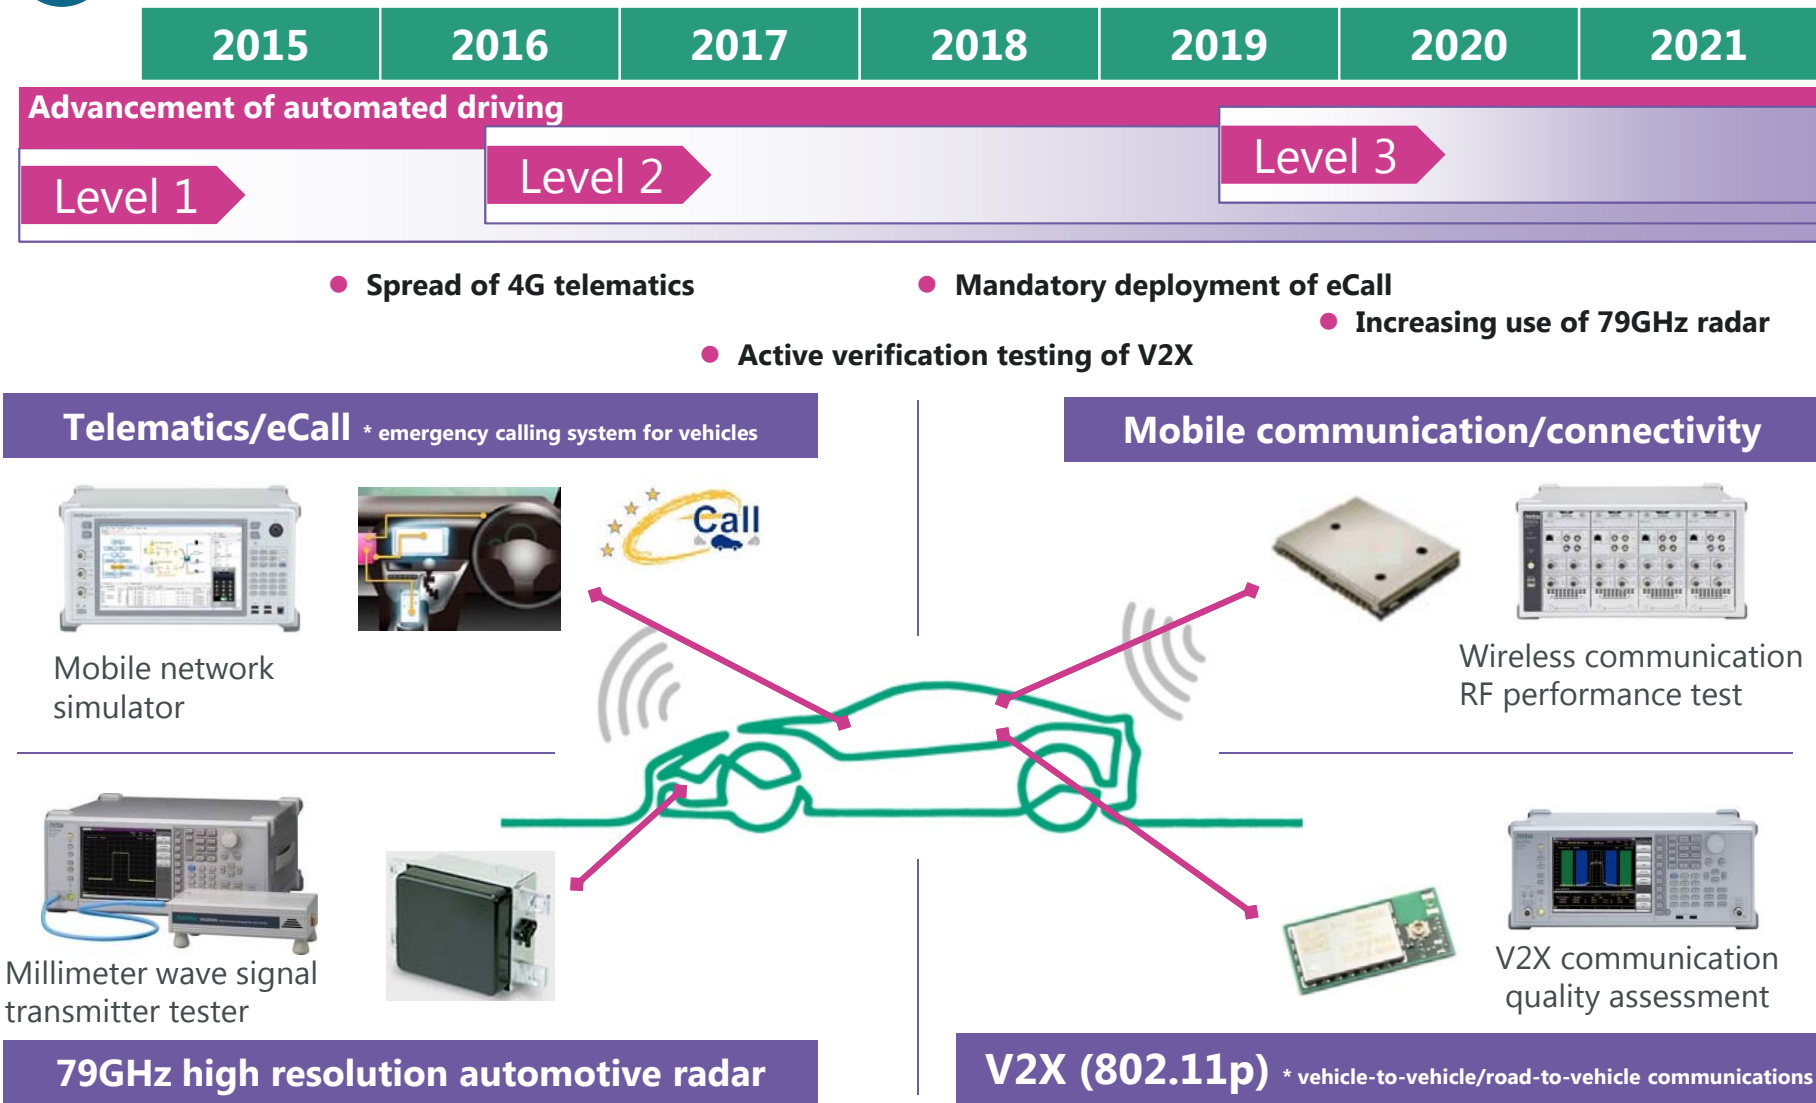 2015 2016 2017 2018 2019 2020 2021
Advancement of automated driving
Level 1
Level 2
Level 3
● Spread of 4G telematics
● Mandatory deployment of eCall
● Increasing use of 79GHz radar
● Active verification testing of V2X
Telematics/eCall * emergency calling system for vehicles
Mobile communication/connectivity
Call
Mobile network
simulator
Wireless communication
RF performance test
Millimeter wave signal
transmitter tester
V2X communication
quality assessment
79GHz high resolution automotive radar
V2X (802.11p) * vehicle-to-vehicle/road-to-vehicle communications